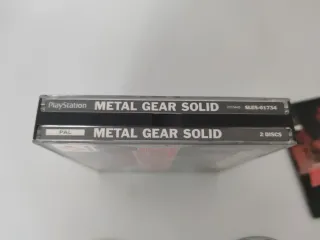 PlayStation METAL GEAR SOLID SLES-01734
PAL METAL GEAR SOLID 2 DISCS